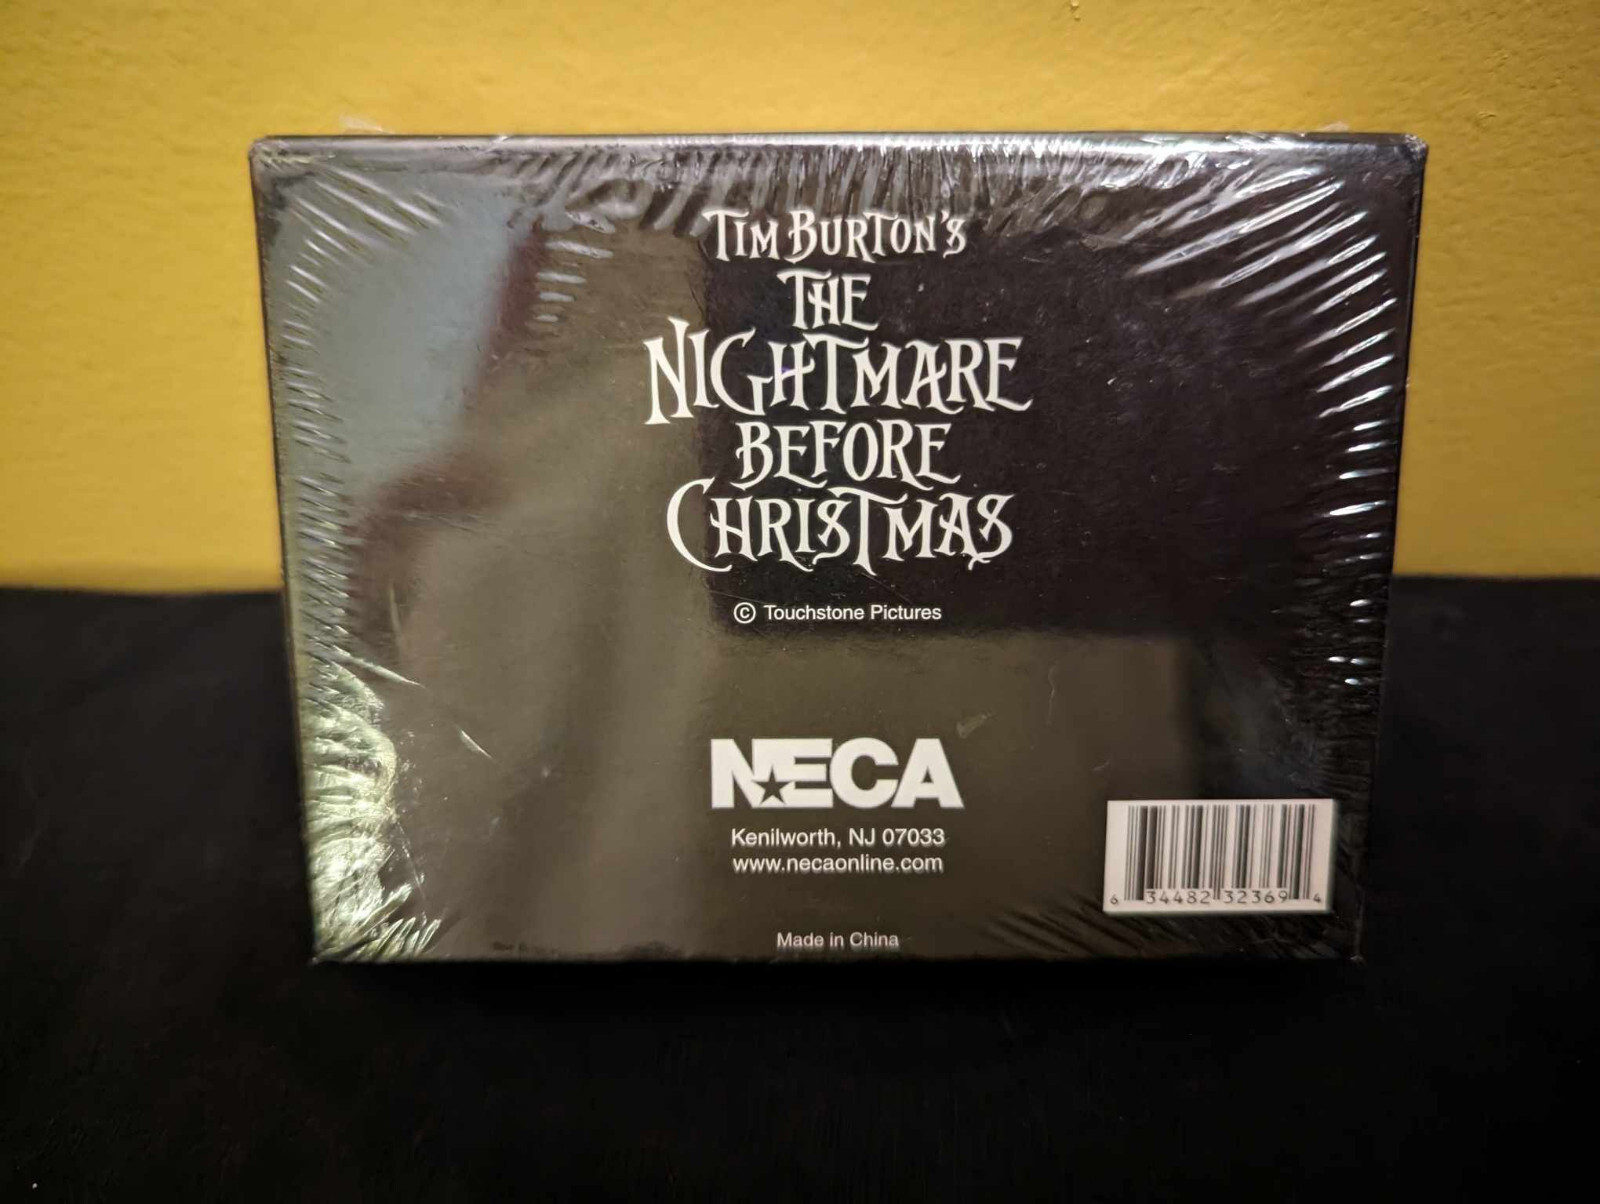 TIM BURTON'S
THE
NIGHTMARE
BEFORE
CHRISTMAS
© Touchstone Pictures
NECA
Kenilworth, NJ 07033
www.necaonline.com
6 34482 32369 4
Made in China